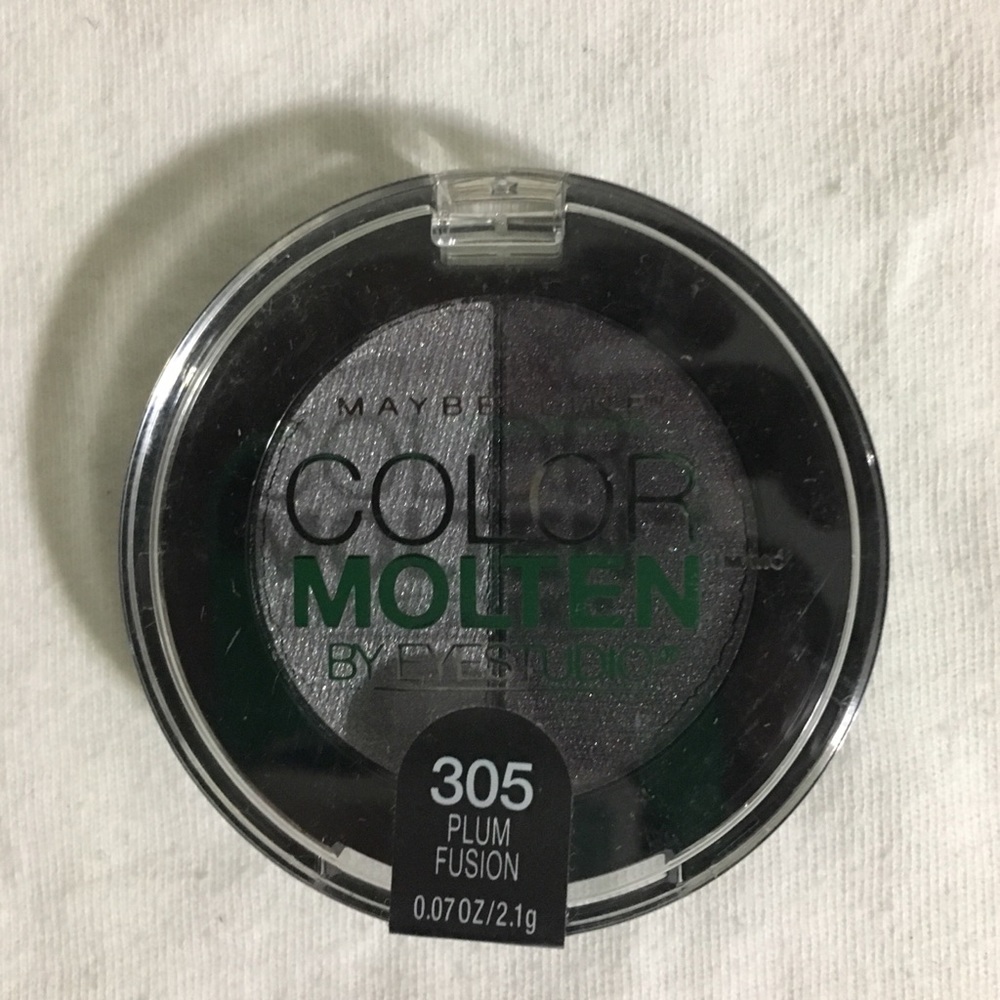 MAYBELLINE
COLOR
MOLTEN
BY EYESTUDIO
305
PLUM
FUSION
0.07 OZ/2.1g